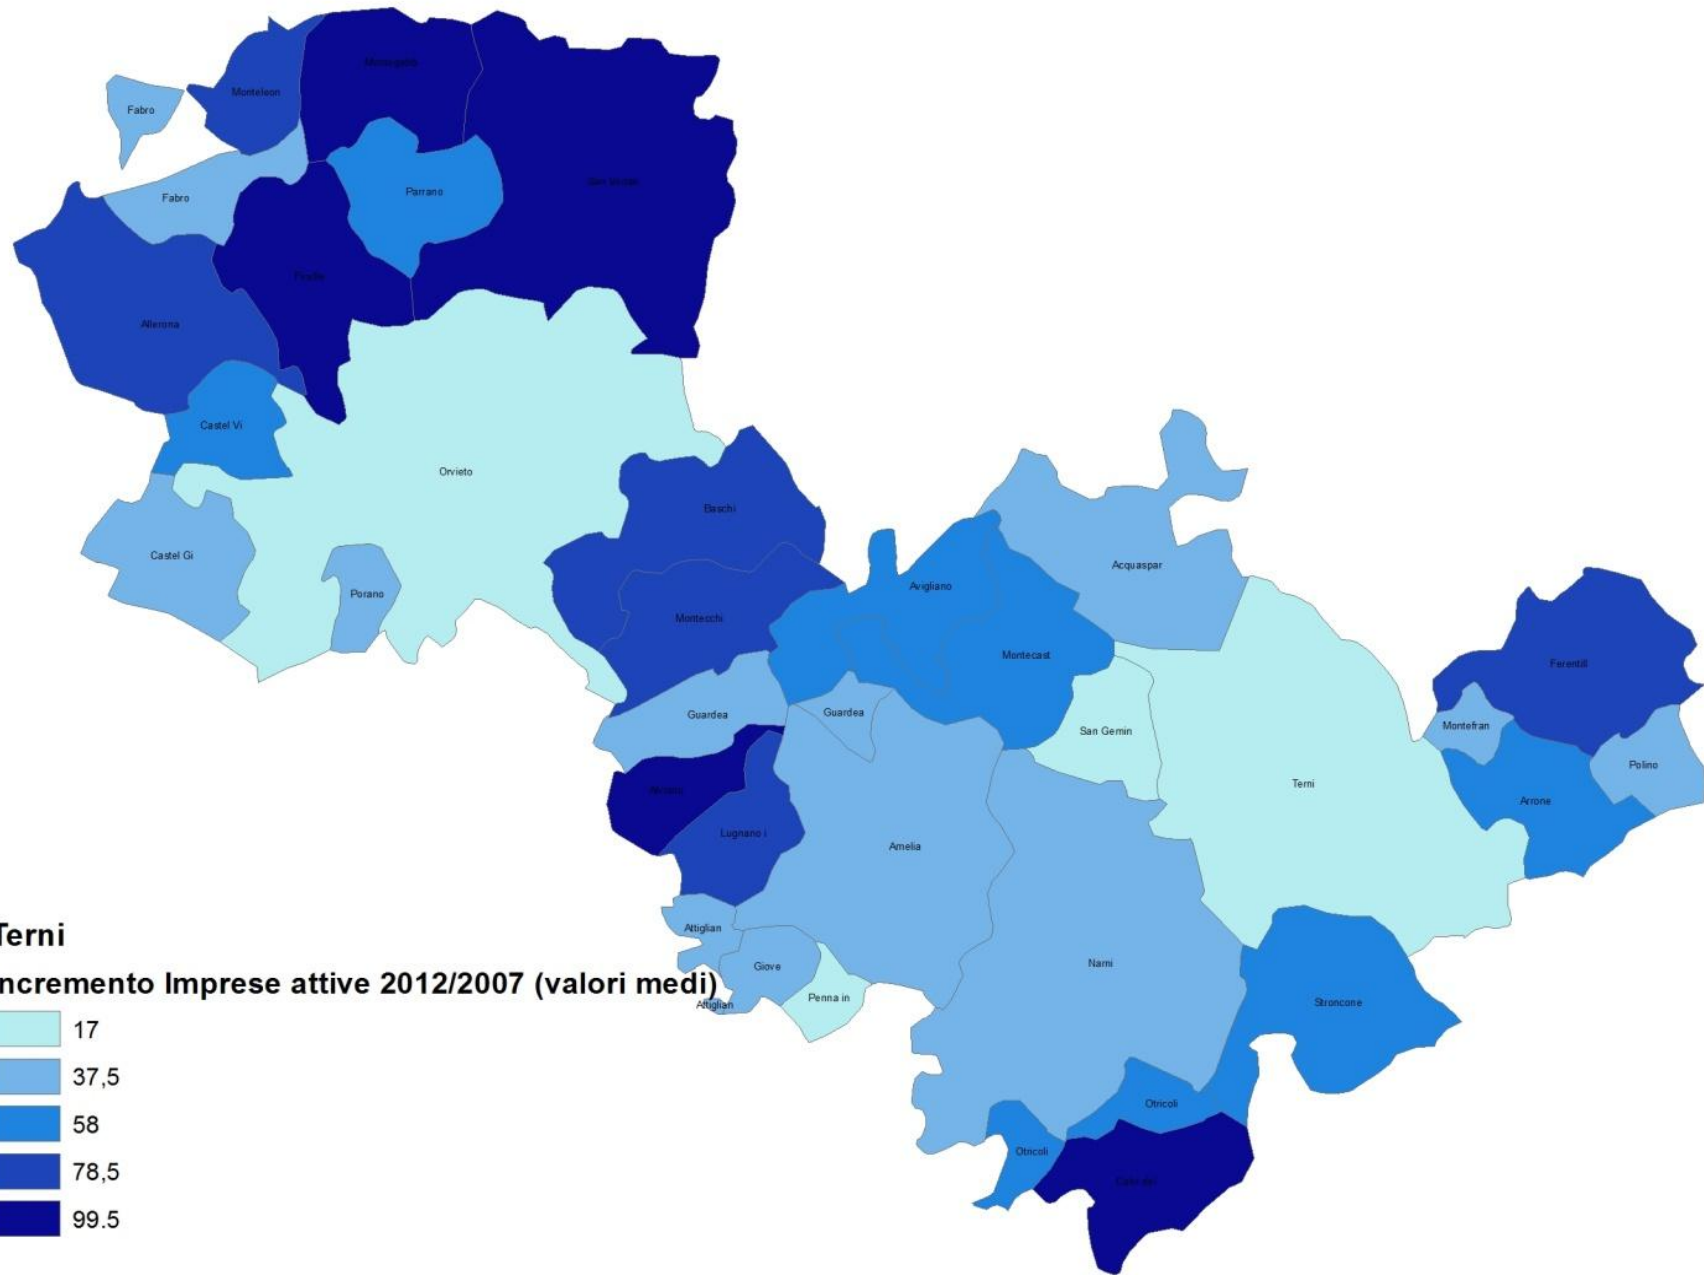 Monteleon
Fabro
Parrano
Fabro
Allerona
Castel Vi
Orvieto
Baschi
Castel Gi
Acquaspar
Avigliano
Porano
Montecchi
Montecast
Ferentill
Guardea
Guardea
Montefran
San Gemin
Polino
Terni
Arrone
Lugnano i
Amelia
Attiglian
Terni
Narni
Giove
ncremento Imprese attive 2012/2007 (valori medi)
Penna in
Attiglian
Stroncone
17
37,5
Otricoli
58
Otricoli
78,5
99.5